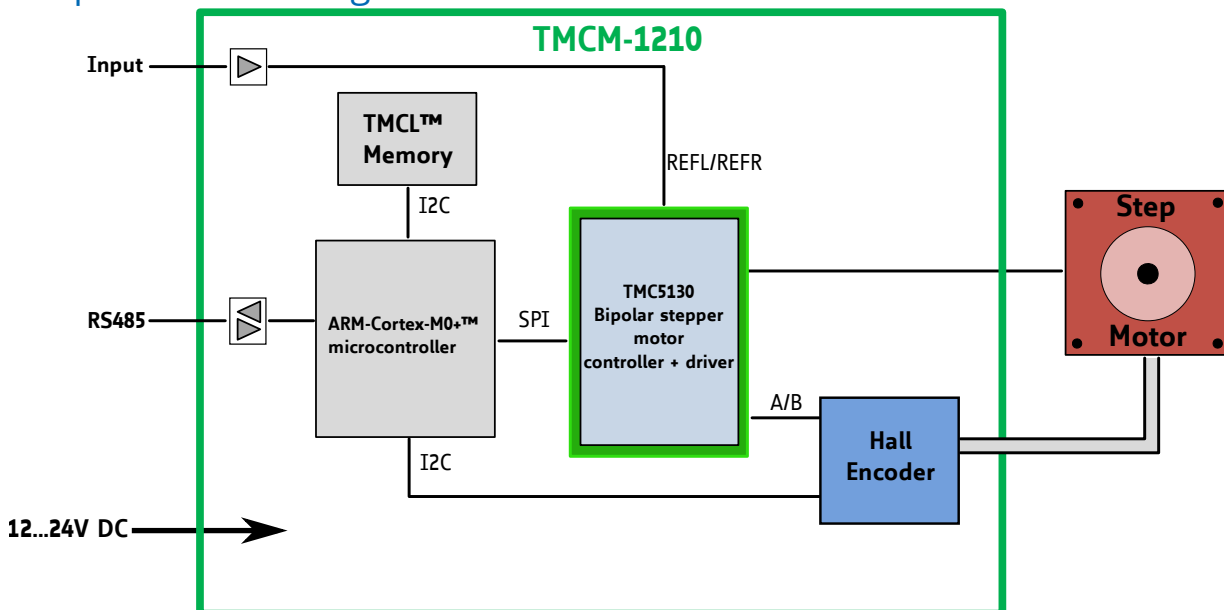 TMCM-1210
Input
TMCL™
Memory
REFL/REFR
I2C
Step
Motor
TMC5130
Bipolar stepper
motor
controller + driver
RS485
ARM-Cortex-M0+™
microcontroller
SPI
A/B
Hall
Encoder
I2C
12...24V DC